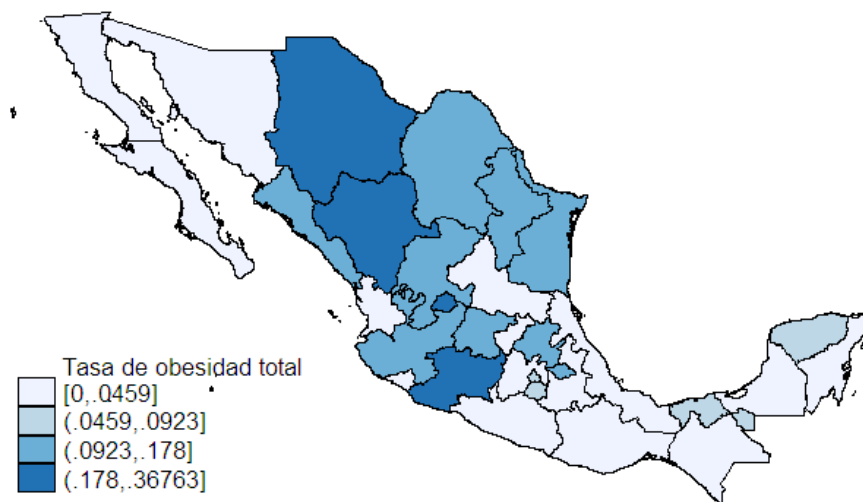 Tasa de obesidad total
[0,.0459]
(.0459,.0923]
(.0923,.178]
(.178,.36763]